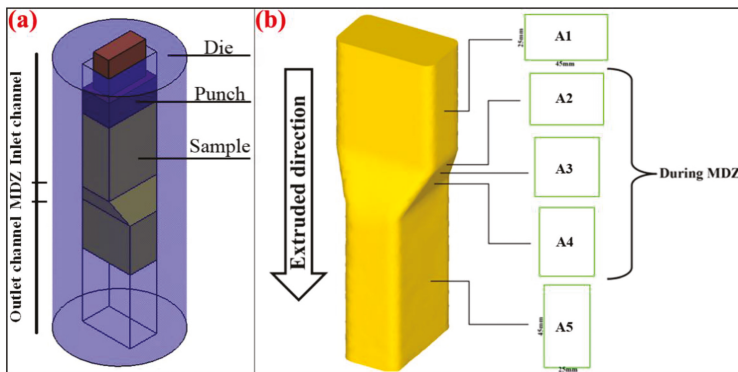 (a)
Die
Punch
Sample
Inlet channel
MDZ
Outlet channel
(b)
Extruded direction
A1
25mm
45mm
A2
A3
A4
During MDZ
A5
45mm
25mm